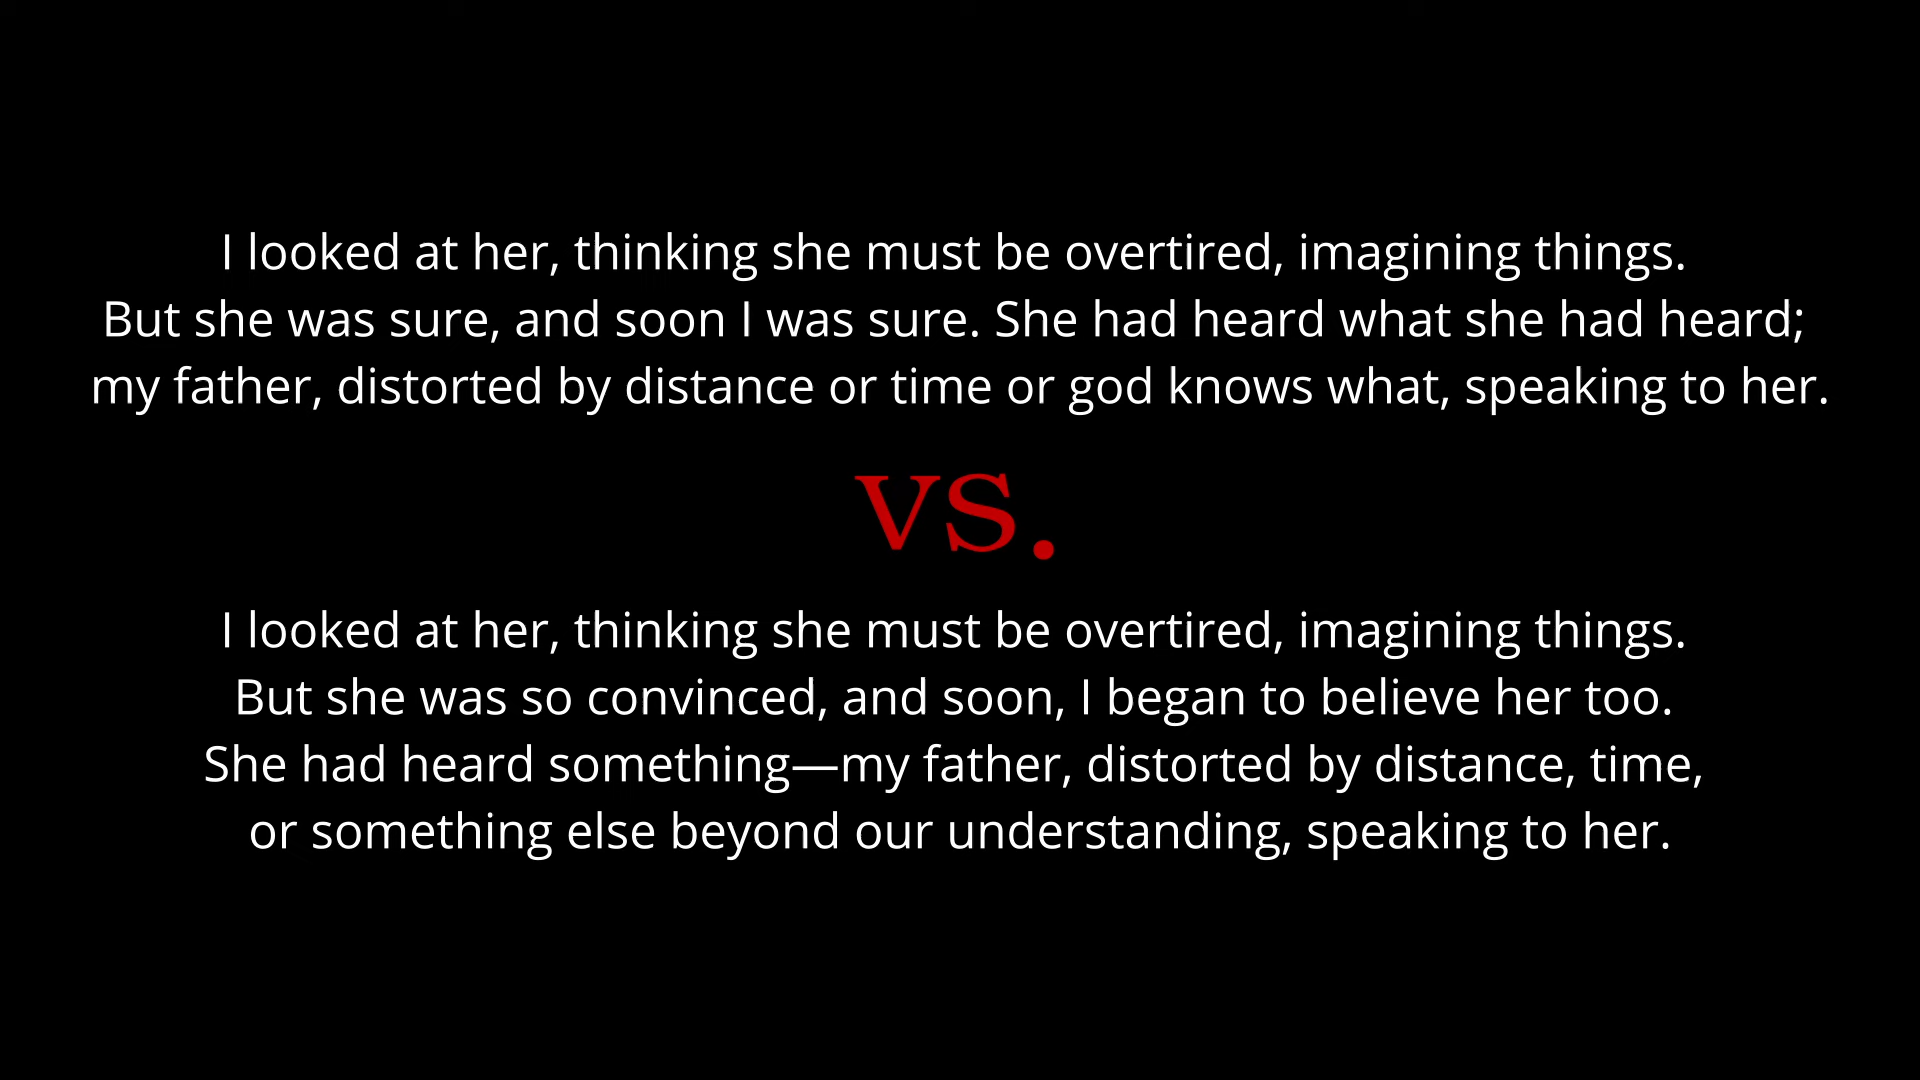 I looked at her, thinking she must be overtired, imagining things.
But she was sure, and soon I was sure. She had heard what she had heard;
my father, distorted by distance or time or god knows what, speaking to her.
vs.
I looked at her, thinking she must be overtired, imagining things.
But she was so convinced, and soon, I began to believe her too.
She had heard something—my father, distorted by distance, time,
or something else beyond our understanding, speaking to her.